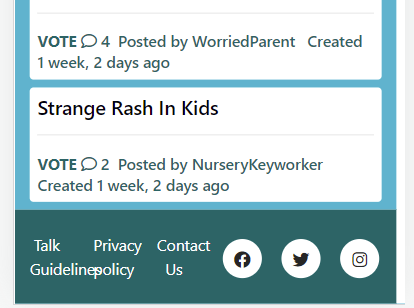 VOTE 4 Posted by WorriedParent Created
1 week, 2 days ago
Strange Rash In Kids
VOTE 2 Posted by NurseryKeyworker
Created 1 week, 2 days ago
Talk Privacy Contact
Guidelines policy Us